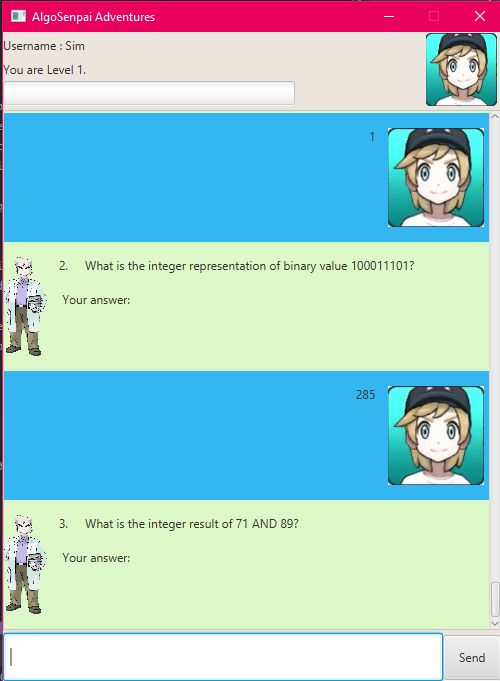 AlgoSenpai Adventures
Username : Sim
You are Level 1.
1
2. What is the integer representation of binary value 100011101?
Your answer:
285
3. What is the integer result of 71 AND 89?
Your answer:
Send